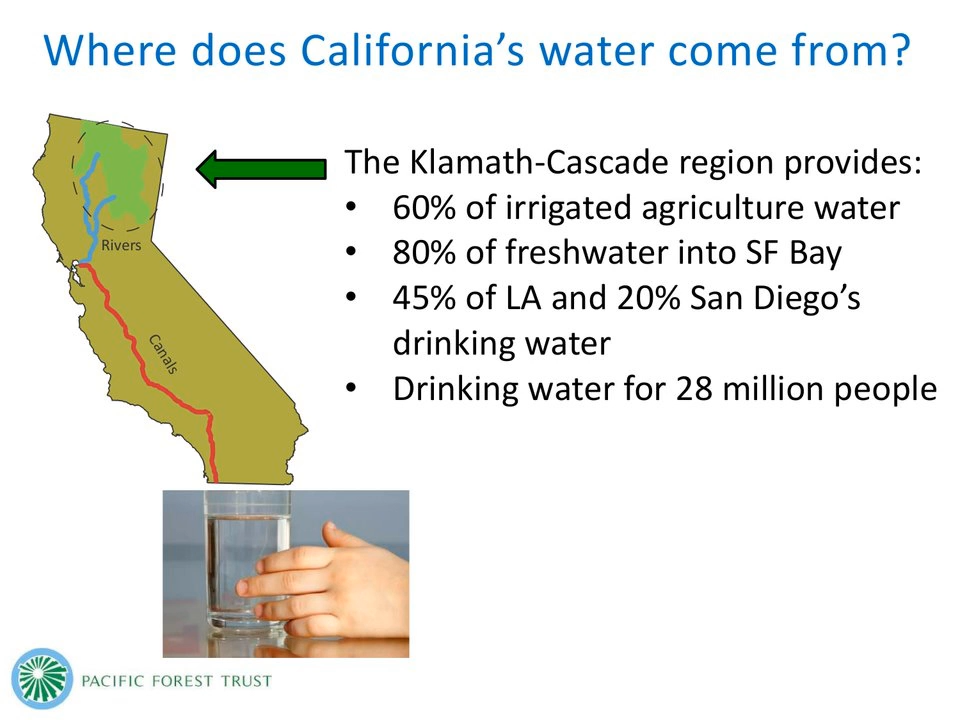 Where does California’s water come from?
The Klamath-Cascade region provides:
• 60% of irrigated agriculture water
• 80% of freshwater into SF Bay
• 45% of LA and 20% San Diego’s
drinking water
• Drinking water for 28 million people
Rivers
Canals
PACIFIC FOREST TRUST